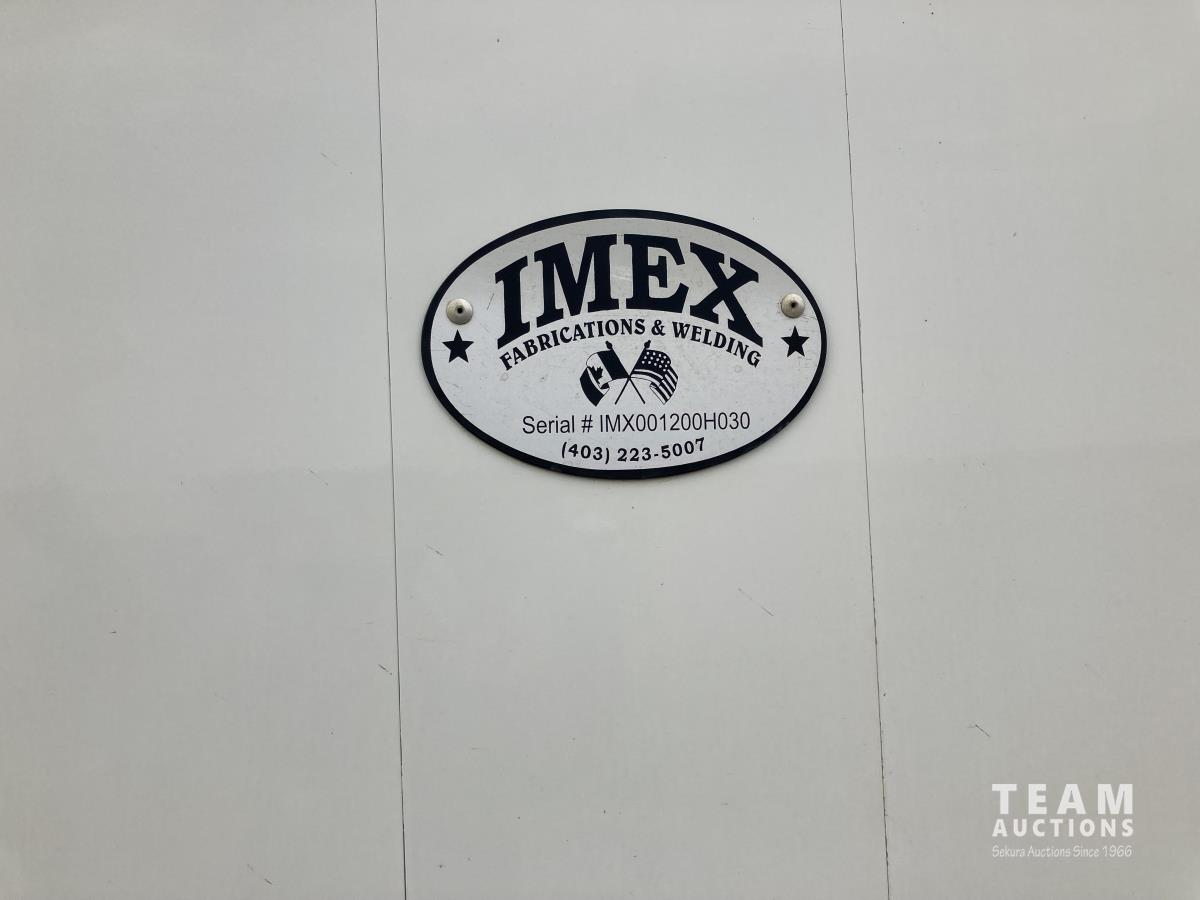 IMEX
FABRICATIONS & WELDING
Serial # IMX001200H030
(403) 223-5007
TEAM
AUCTIONS
Sekura Auctions Since 1966